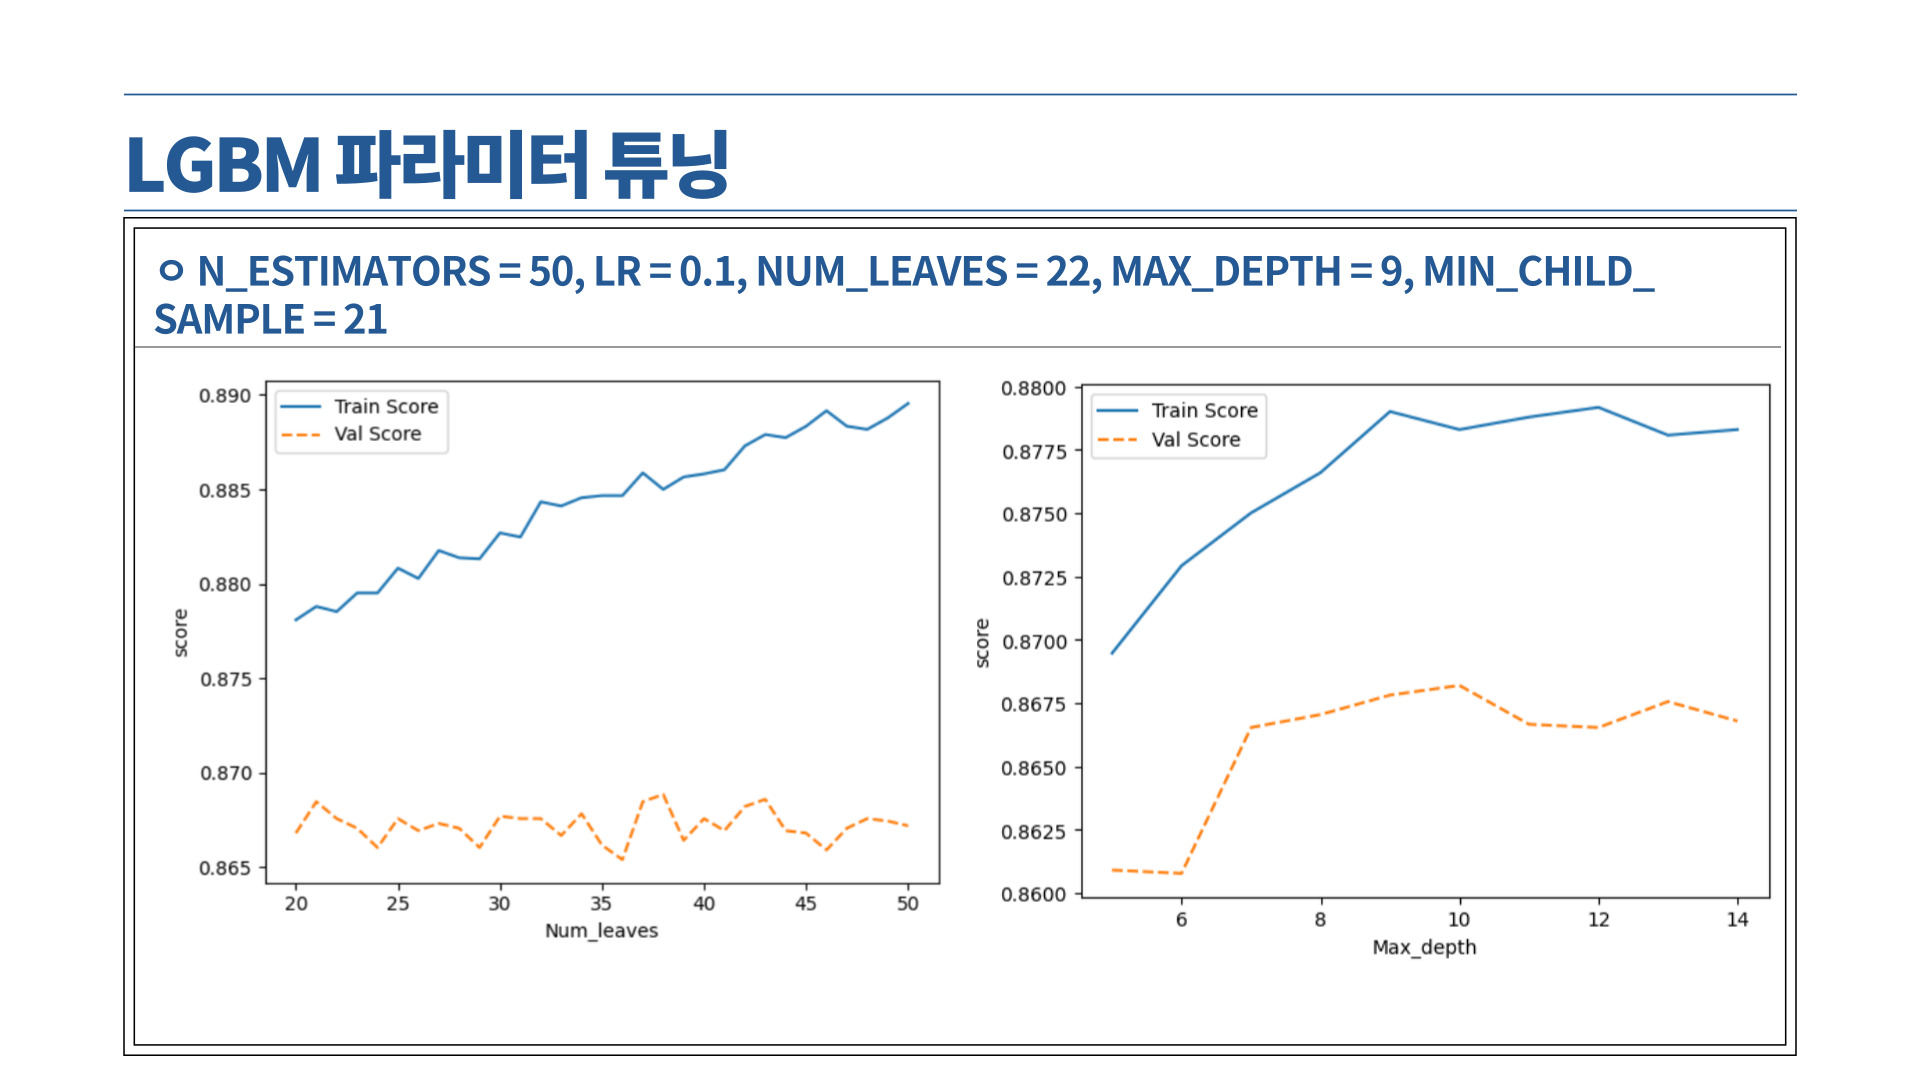 LGBM 파라미터 튜닝
ㅇ N_ESTIMATORS = 50, LR = 0.1, NUM_LEAVES = 22, MAX_DEPTH = 9, MIN_CHILD_
SAMPLE = 21
Train Score
Val Score
0.890
0.885
0.880
0.875
0.870
0.865
score
20 25 30 35 40 45 50
Num_leaves
Train Score
Val Score
0.8800
0.8775
0.8750
0.8725
0.8700
0.8675
0.8650
0.8625
0.8600
score
6 8 10 12 14
Max_depth